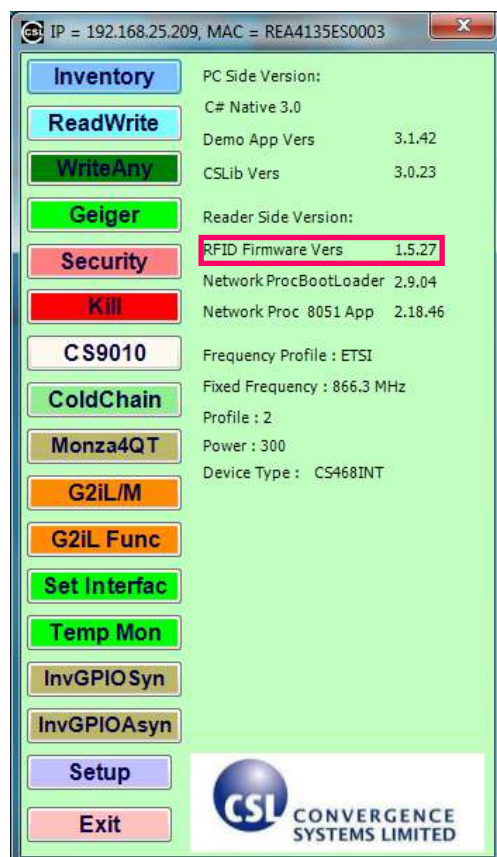 CSL IP = 192.168.25.209, MAC = REA4135ES0003
Inventory
ReadWrite
WriteAny
Geiger
Security
Kill
CS9010
ColdChain
Monza4QT
G2iL/M
G2iL Func
Set Interfac
Temp Mon
InvGPIOSyn
InvGPIOAsyn
Setup
Exit
PC Side Version:
C# Native 3.0
Demo App Vers 3.1.42
CSLib Vers 3.0.23
Reader Side Version:
RFID Firmware Vers 1.5.27
Network ProcBootLoader 2.9.04
Network Proc 8051 App 2.18.46
Frequency Profile : ETSI
Fixed Frequency : 866.3 MHz
Profile : 2
Power : 300
Device Type : CS468INT
CSL CONVERGENCE
SYSTEMS LIMITED